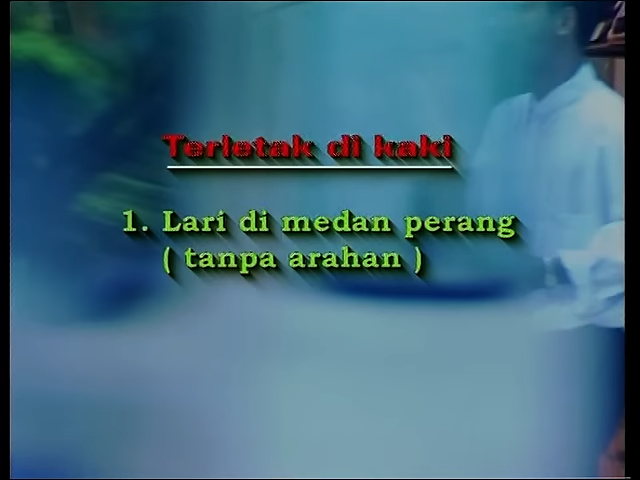 Terletak di kaki
1. Lari di medan perang
( tanpa arahan )